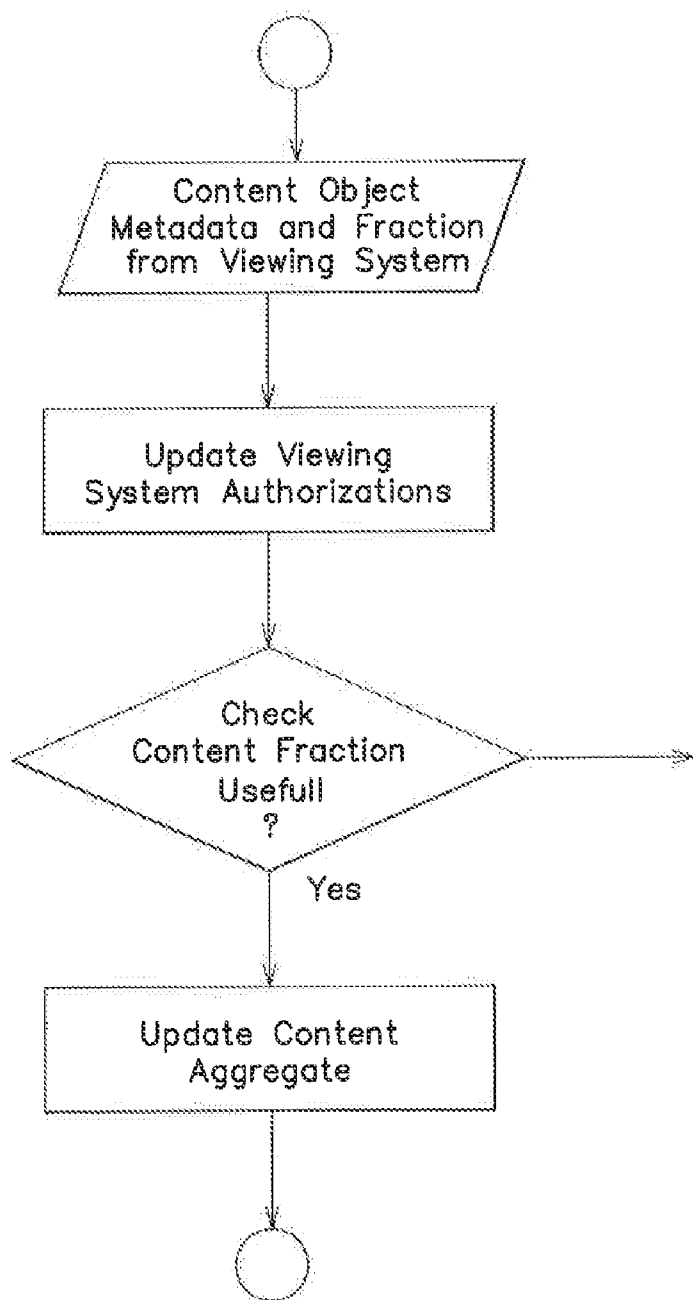 Content Object
Metadata and Fraction
from Viewing System
Update Viewing
System Authorizations
Check
Content Fraction
Usefull
?
Yes
Update Content
Aggregate